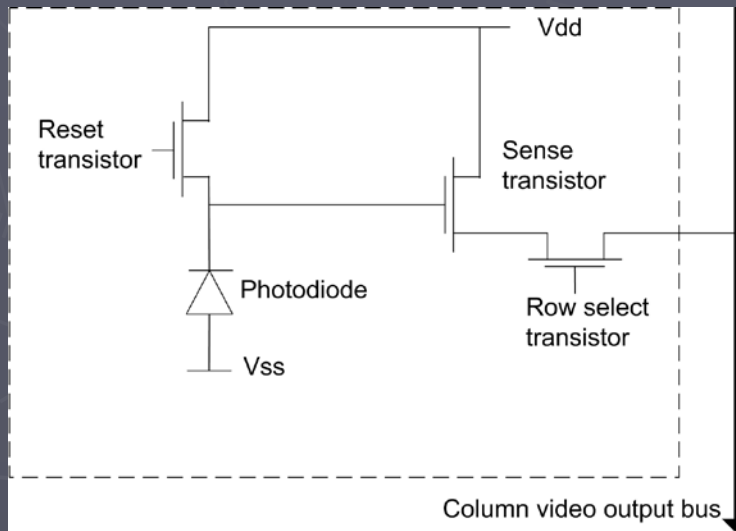 Vdd
Reset
transistor
Sense
transistor
Photodiode
Row select
transistor
Vss
Column video output bus